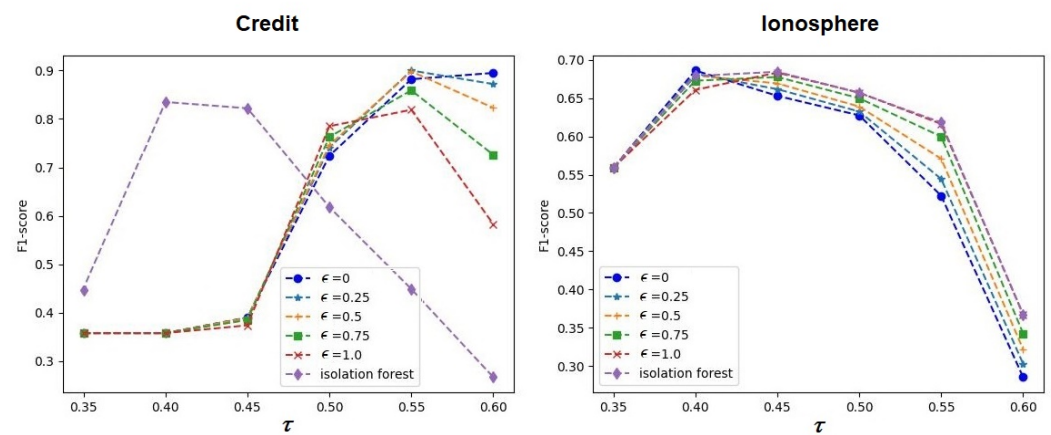 Credit
0.9
0.8
0.7
0.6
0.5
0.4
0.3
F1-score
ϵ =0
ϵ =0.25
ϵ =0.5
ϵ =0.75
ϵ =1.0
isolation forest
0.35 0.40 0.45 0.50 0.55 0.60
τ
Ionosphere
0.70
0.65
0.60
0.55
0.50
0.45
0.40
0.35
0.30
F1-score
ϵ =0
ϵ =0.25
ϵ =0.5
ϵ =0.75
ϵ =1.0
isolation forest
0.35 0.40 0.45 0.50 0.55 0.60
τ